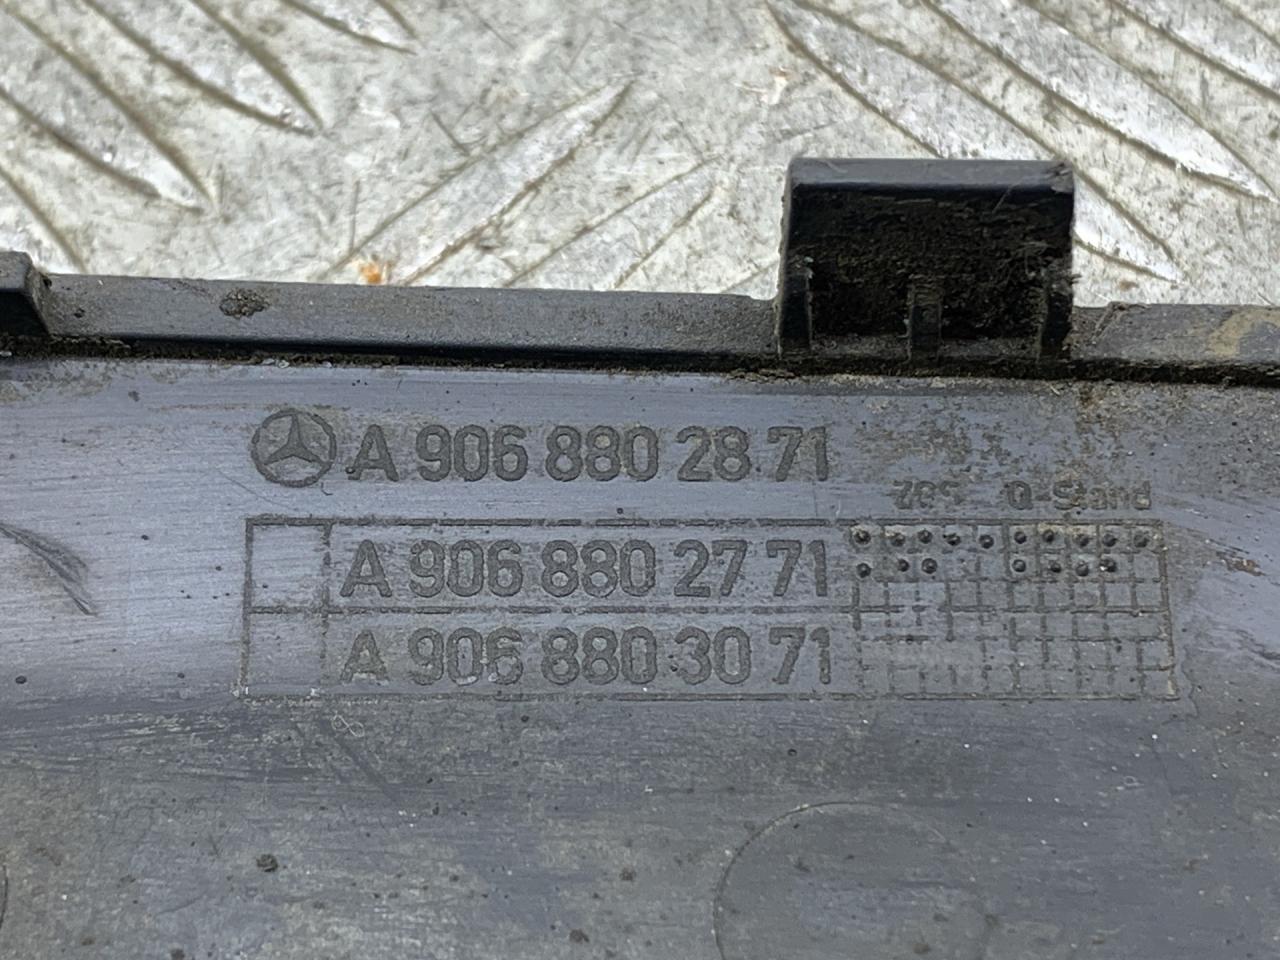 A 906 880 28 71
ZGS Q-Stand
A 906 880 27 71
A 906 880 30 71